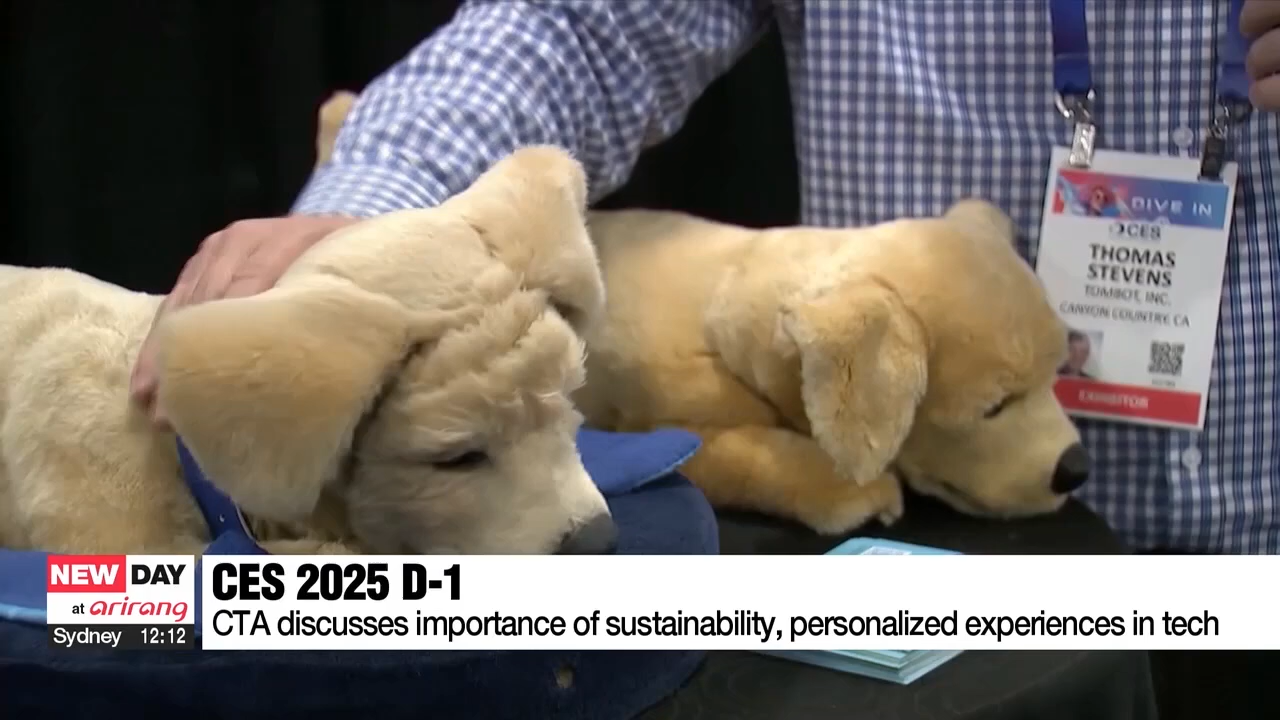 DIVE IN
CES
THOMAS
STEVENS
TOMBOT, INC.
CANYON COUNTRY, CA
EXHIBITOR
NEW DAY
at arirang
Sydney 12:12
CES 2025 D-1
CTA discusses importance of sustainability, personalized experiences in tech